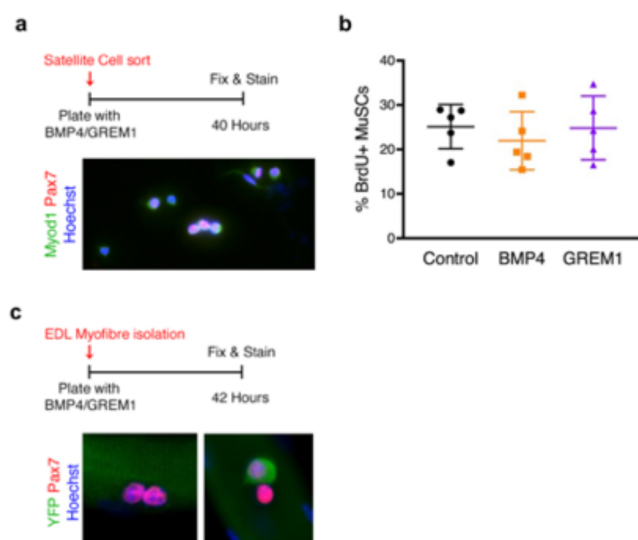 a
Satellite Cell sort
Fix & Stain
Plate with
BMP4/GREM1
40 Hours
Myod1 Pax7
Hoechst
b
% BrdU+ MuSCs
40
30
20
10
0
Control BMP4 GREM1
c
EDL Myofibre isolation
Fix & Stain
Plate with
BMP4/GREM1
42 Hours
YFP Pax7
Hoechst